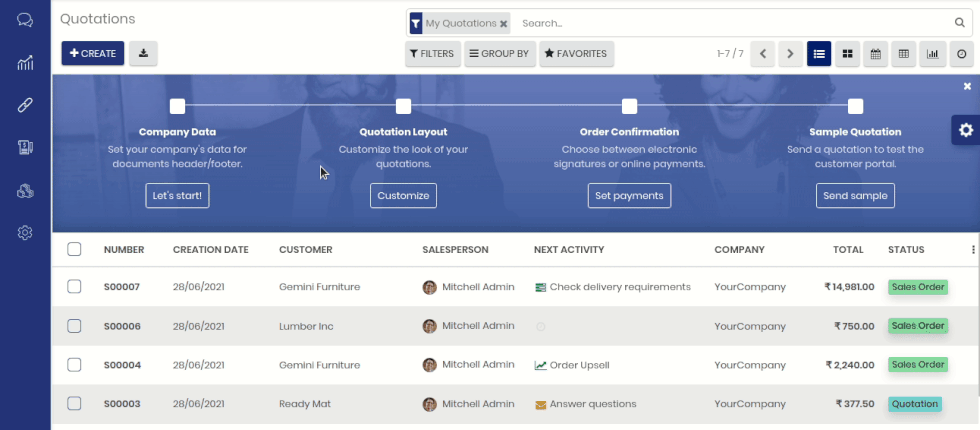 Quotations
My Quotations × Search...
+ CREATE
FILTERS GROUP BY FAVORITES 1-7 / 7
Company Data
Set your company's data for
documents header/footer.
Let's start!
Quotation Layout
Customize the look of your
quotations.
Customize
Order Confirmation
Choose between electronic
signatures or online payments.
Set payments
Sample Quotation
Send a quotation to test the
customer portal.
Send sample
NUMBER CREATION DATE CUSTOMER SALESPERSON NEXT ACTIVITY COMPANY TOTAL STATUS
S00007 28/06/2021 Gemini Furniture Mitchell Admin Check delivery requirements YourCompany ₹ 14,981.00 Sales Order
S00006 28/06/2021 Lumber Inc Mitchell Admin YourCompany ₹ 750.00 Sales Order
S00004 28/06/2021 Gemini Furniture Mitchell Admin Order Upsell YourCompany ₹ 2,240.00 Sales Order
S00003 28/06/2021 Ready Mat Mitchell Admin Answer questions YourCompany ₹ 377.50 Quotation